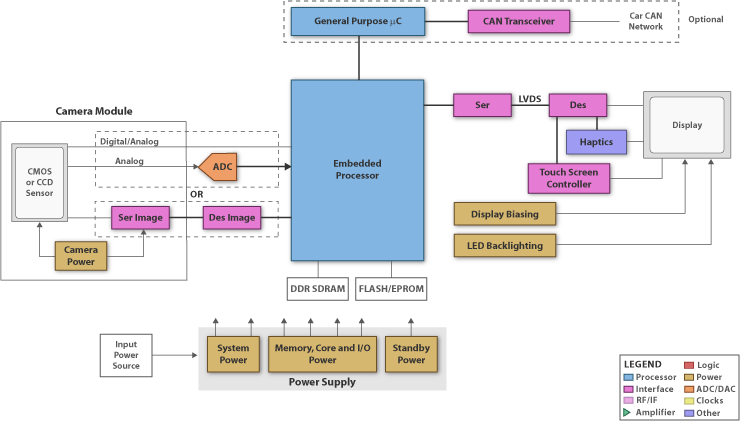 General Purpose µC
CAN Transceiver
Car CAN
Network
Optional
Camera Module
Digital/Analog
Analog
ADC
CMOS
or CCD
Sensor
OR
Ser Image
Des Image
Camera
Power
Embedded
Processor
Ser
LVDS
Des
Haptics
Touch Screen
Controller
Display
Display Biasing
LED Backlighting
DDR SDRAM
FLASH/EPROM
Input
Power
Source
System
Power
Memory, Core and I/O
Power
Standby
Power
Power Supply
LEGEND
Logic
Processor
Power
Interface
ADC/DAC
RF/IF
Clocks
Amplifier
Other